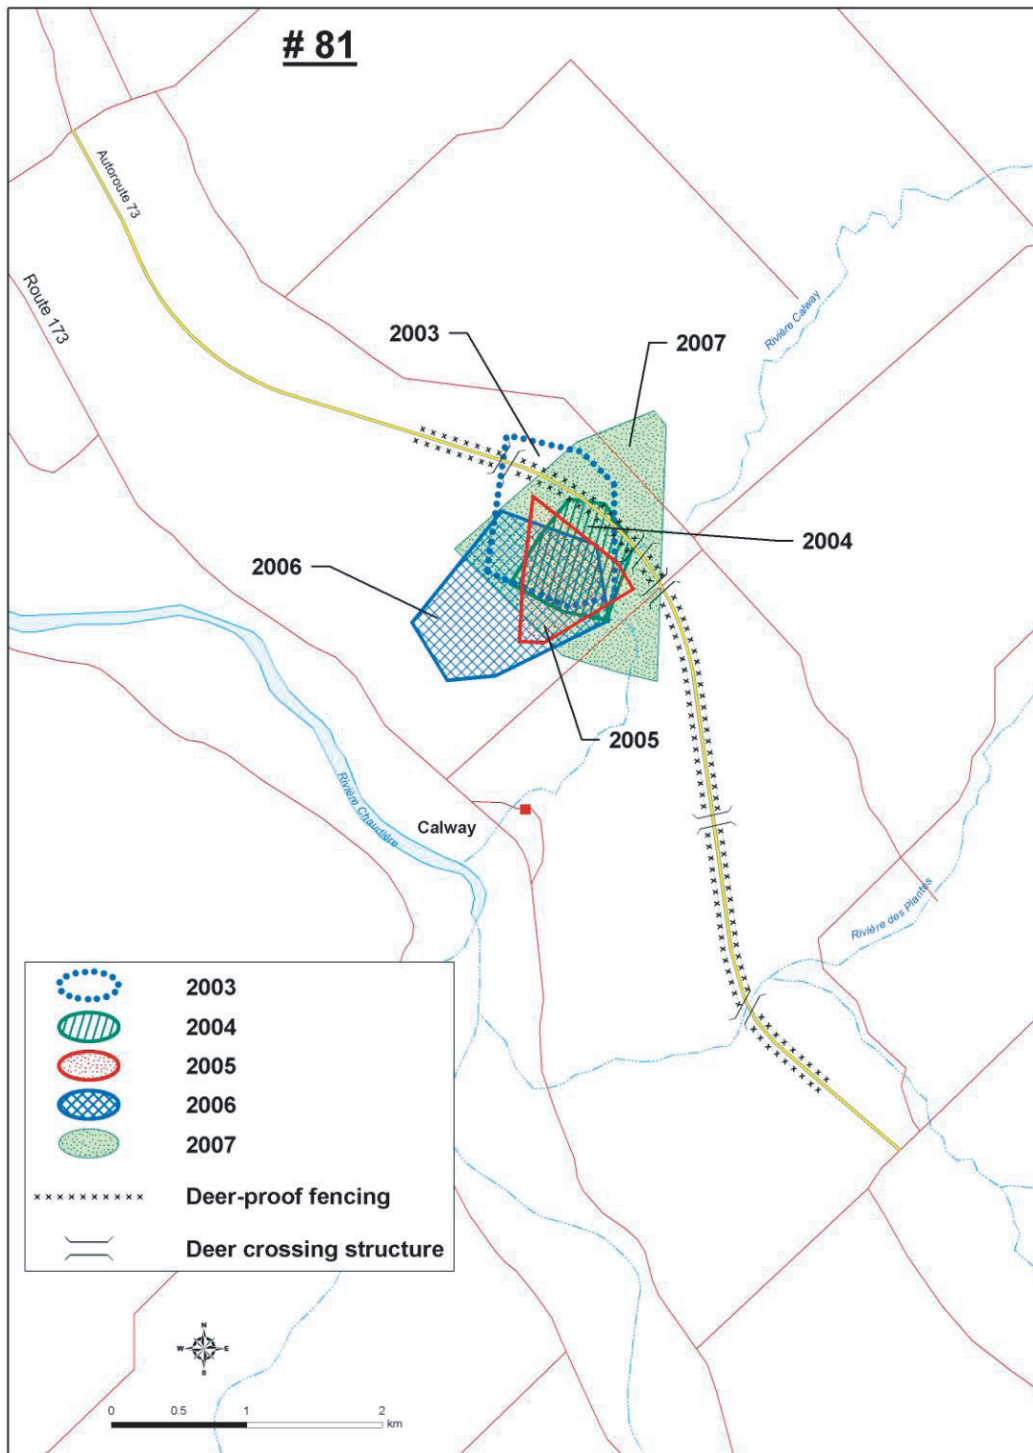 # 81
Autoroute 73
Route 173
Rivière Calway
2003
2007
2004
2006
2005
Rivière Chaudière
Calway
Rivière des Plantes
2003
2004
2005
2006
2007
Deer-proof fencing
Deer crossing structure
N
W E
S
0 0.5 1 2
km